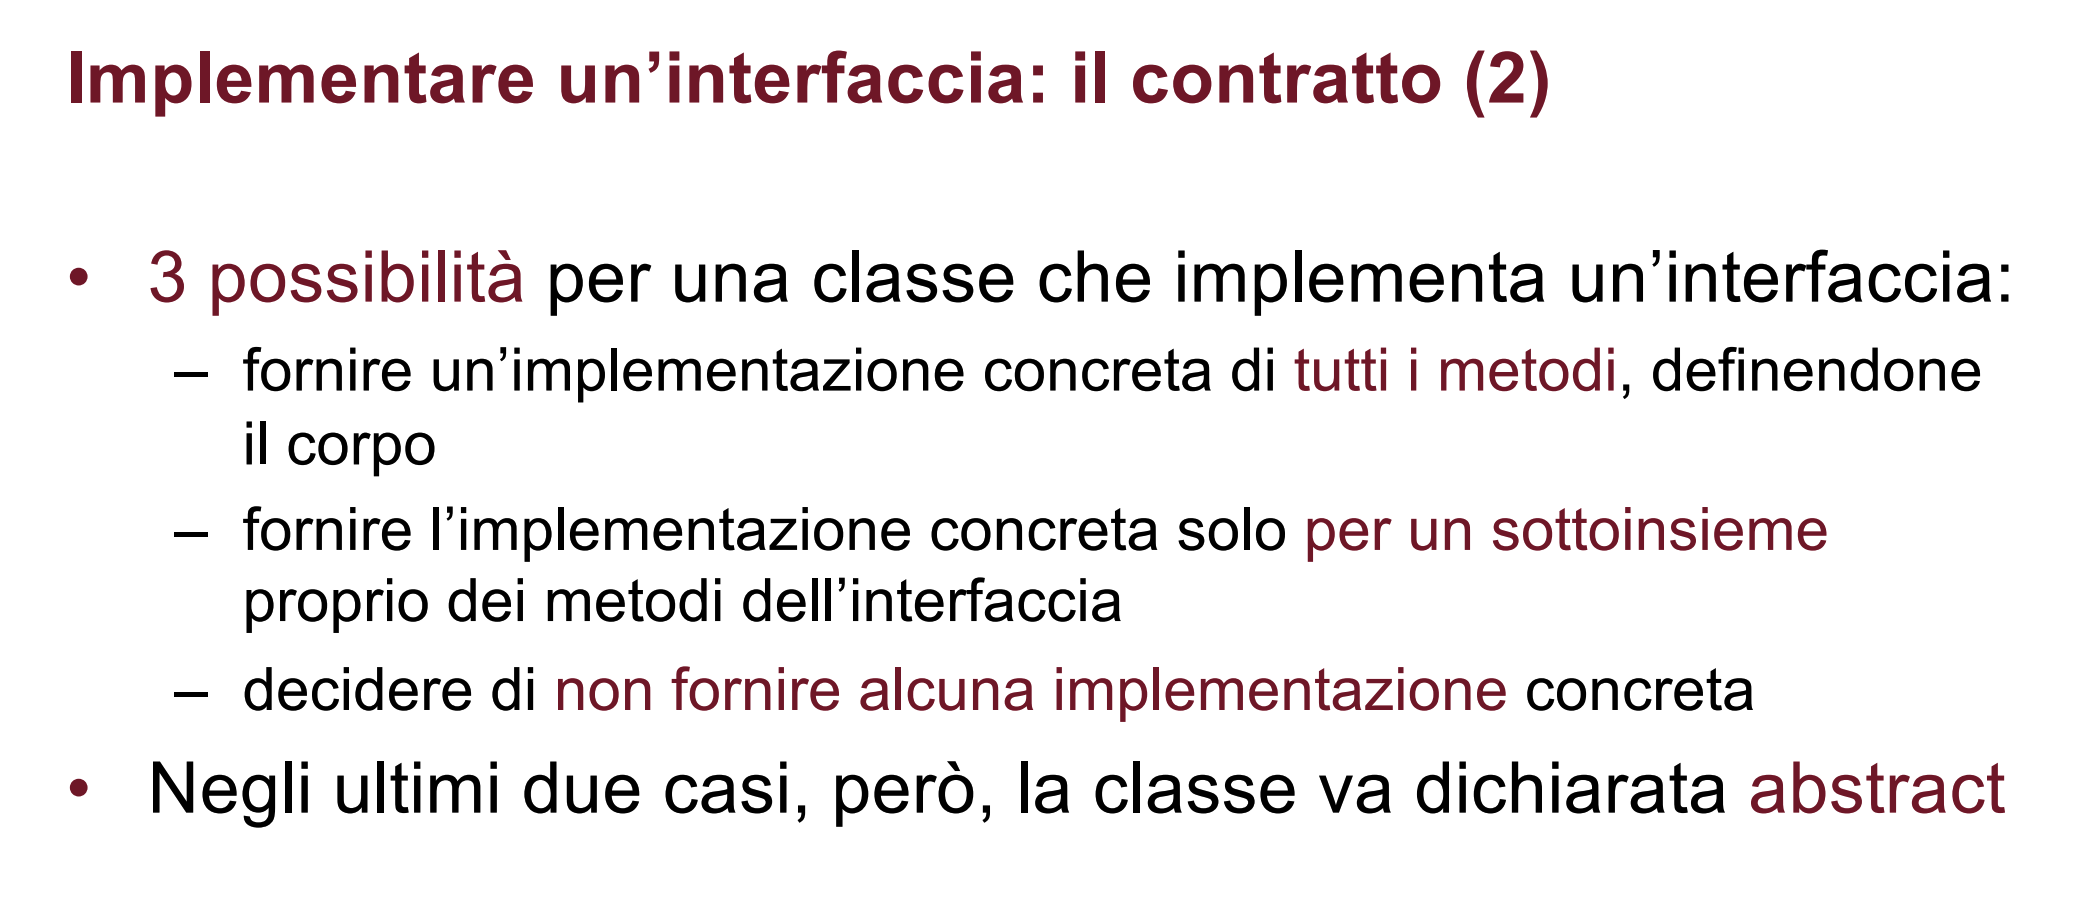 Implementare un’interfaccia: il contratto (2)
• 3 possibilità per una classe che implementa un’interfaccia:
– fornire un’implementazione concreta di tutti i metodi, definendone
il corpo
– fornire l’implementazione concreta solo per un sottoinsieme
proprio dei metodi dell’interfaccia
– decidere di non fornire alcuna implementazione concreta
• Negli ultimi due casi, però, la classe va dichiarata abstract